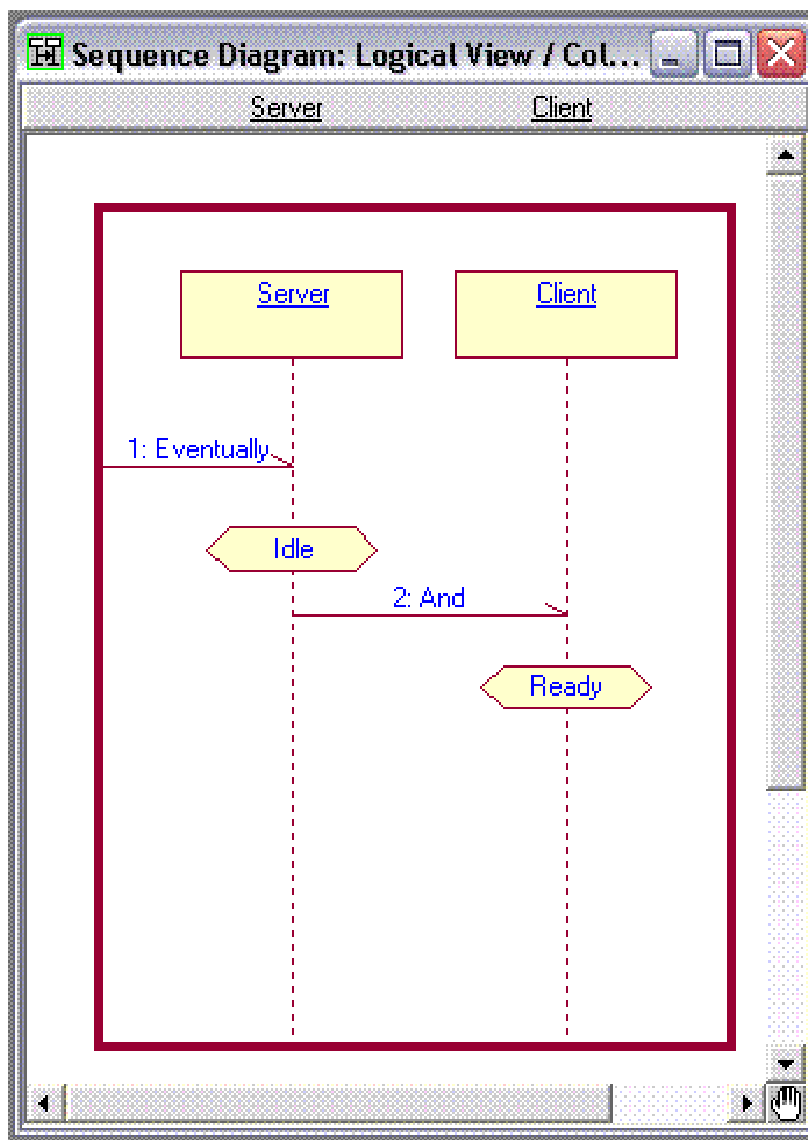 Sequence Diagram: Logical View / Col...
Server Client
Server Client
1: Eventually
Idle
2: And
Ready